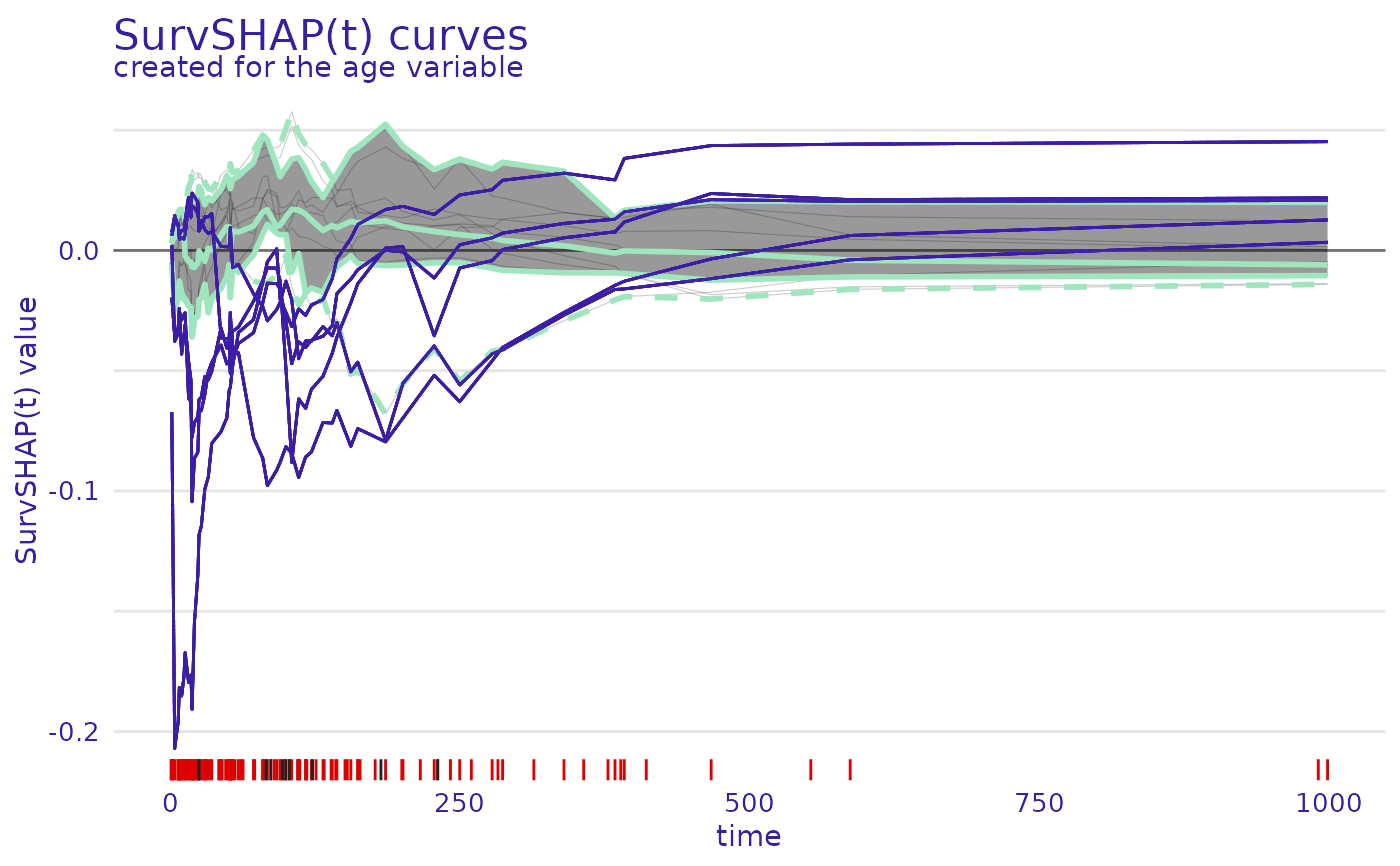 SurvSHAP(t) curves
created for the age variable
SurvSHAP(t) value
0.0
-0.1
-0.2
0
250
500
750
1000
time